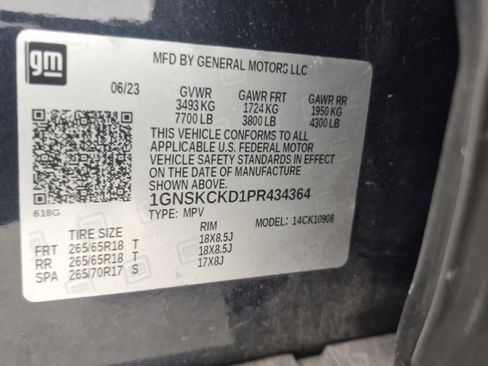 gm
MFD BY GENERAL MOTORS LLC
06/23 GVWR GAWR FRT GAWR RR
3493 KG 1724 KG 1950 KG
7700 LB 3800 LB 4300 LB
THIS VEHICLE CONFORMS TO ALL
APPLICABLE U.S. FEDERAL MOTOR
VEHICLE SAFETY STANDARDS IN EFFECT
ON THE DATE OF MANUFACTURE
SHOWN ABOVE.
1GNSKCKD1PR434364
618G TYPE: MPV MODEL: 14CK10906
TIRE SIZE RIM
FRT 265/65R18 T 18X8.5J
RR 265/65R18 T 18X8.5J
SPA 265/70R17 S 17X8J